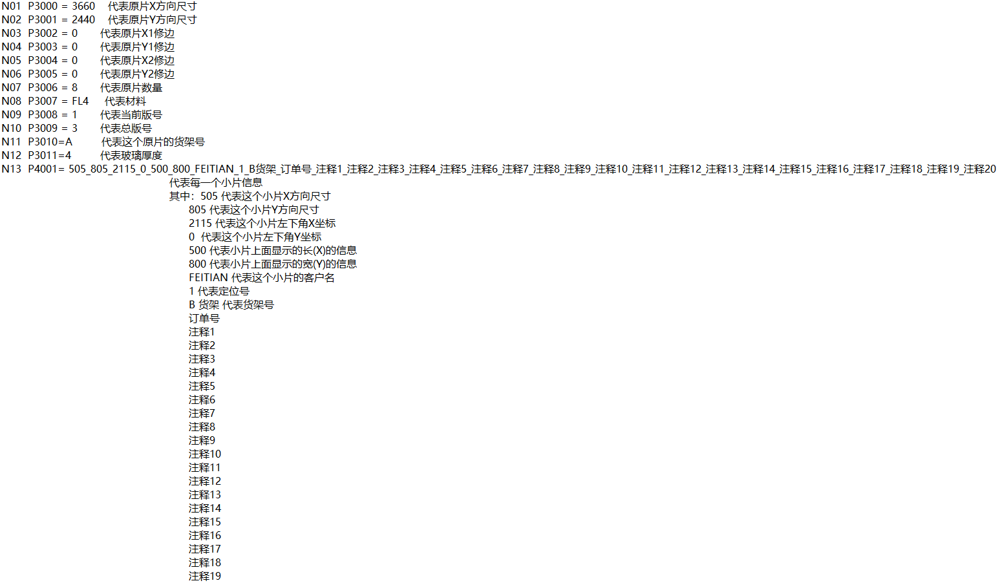 N01 P3000 = 3660 代表原片X方向尺寸
N02 P3001 = 2440 代表原片Y方向尺寸
N03 P3002 = 0 代表原片X1修边
N04 P3003 = 0 代表原片Y1修边
N05 P3004 = 0 代表原片X2修边
N06 P3005 = 0 代表原片Y2修边
N07 P3006 = 8 代表原片数量
N08 P3007 = FL4 代表材料
N09 P3008 = 1 代表当前版号
N10 P3009 = 3 代表总版号
N11 P3010=A 代表这个原片的货架号
N12 P3011=4 代表玻璃厚度
N13 P4001= 505_805_2115_0_500_800_FEITIAN_1_B货架_订单号_注释1_注释2_注释3_注释4_注释5_注释6_注释7_注释8_注释9_注释10_注释11_注释12_注释13_注释14_注释15_注释16_注释17_注释18_注释19_注释20
代表每一个小片信息
其中：505 代表这个小片X方向尺寸
805 代表这个小片Y方向尺寸
2115 代表这个小片左下角X坐标
0 代表这个小片左下角Y坐标
500 代表小片上面显示的长(X)的信息
800 代表小片上面显示的宽(Y)的信息
FEITIAN 代表这个小片的客户名
1 代表定位号
B 货架 代表货架号
订单号
注释1
注释2
注释3
注释4
注释5
注释6
注释7
注释8
注释9
注释10
注释11
注释12
注释13
注释14
注释15
注释16
注释17
注释18
注释19